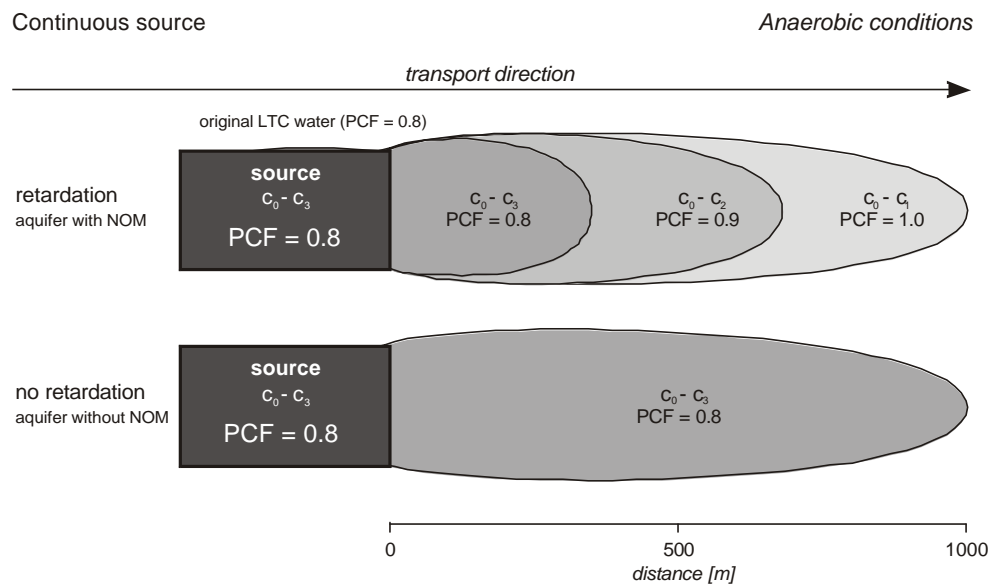 Continuous source
Anaerobic conditions
transport direction
original LTC water (PCF = 0.8)
retardation
aquifer with NOM
source
c₀ - c₃
PCF = 0.8
c₀ - c₃
PCF = 0.8
c₀ - c₂
PCF = 0.9
c₀ - c₁
PCF = 1.0
no retardation
aquifer without NOM
source
c₀ - c₃
PCF = 0.8
c₀ - c₃
PCF = 0.8
0 500 1000
distance [m]